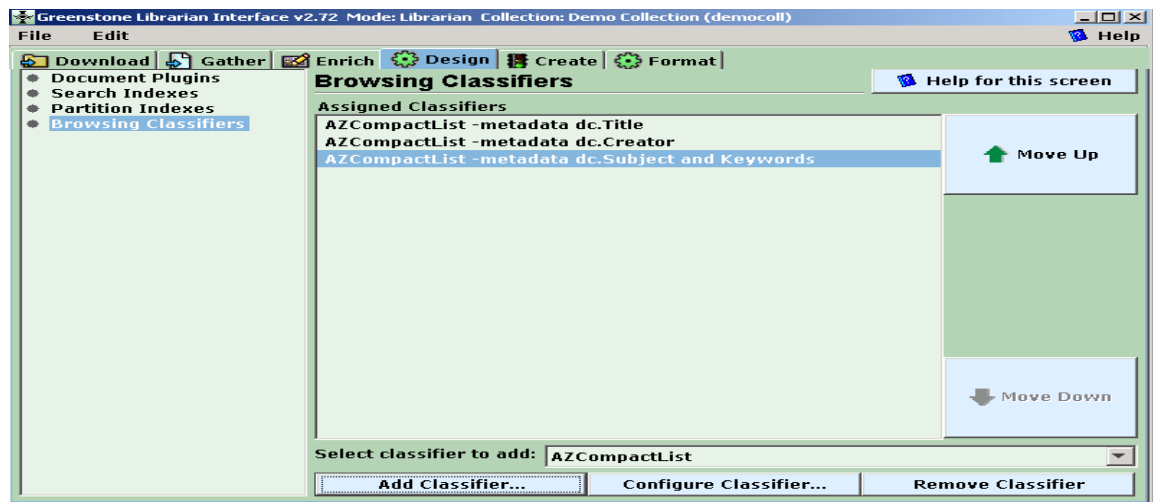 Greenstone Librarian Interface v2.72 Mode: Librarian Collection: Demo Collection (democoll)
File Edit Help
Download Gather Enrich Design Create Format
Document Plugins
Search Indexes
Partition Indexes
Browsing Classifiers
Browsing Classifiers
Help for this screen
Assigned Classifiers
AZCompactList -metadata dc.Title
AZCompactList -metadata dc.Creator
AZCompactList -metadata dc.Subject and Keywords
Move Up
Move Down
Select classifier to add: AZCompactList
Add Classifier... Configure Classifier... Remove Classifier